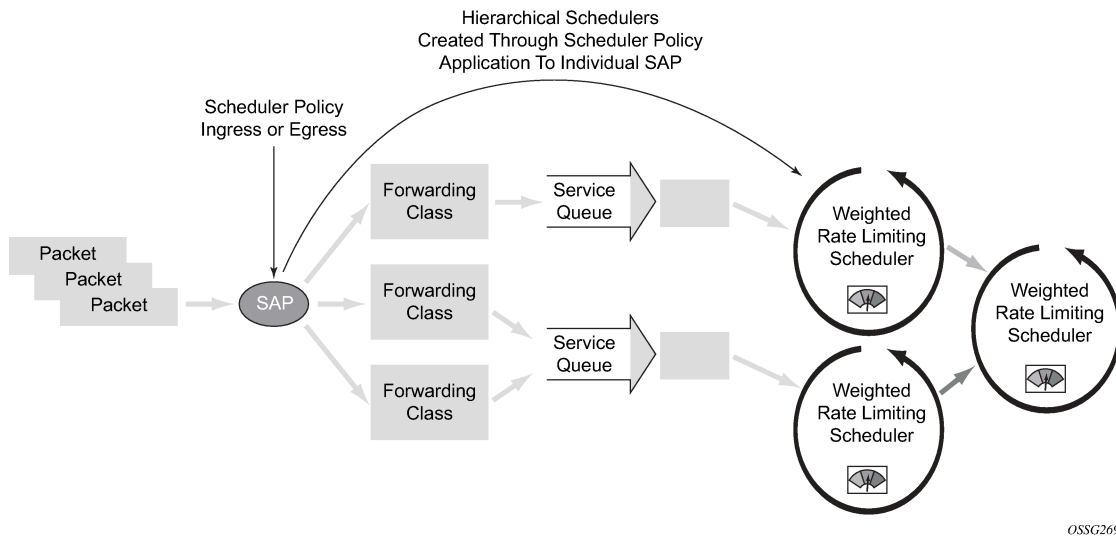 Hierarchical Schedulers
Created Through Scheduler Policy
Application To Individual SAP
Scheduler Policy
Ingress or Egress
Packet
Packet
Packet
SAP
Forwarding
Class
Forwarding
Class
Forwarding
Class
Service
Queue
Service
Queue
Weighted
Rate Limiting
Scheduler
Weighted
Rate Limiting
Scheduler
Weighted
Rate Limiting
Scheduler
OSSG269